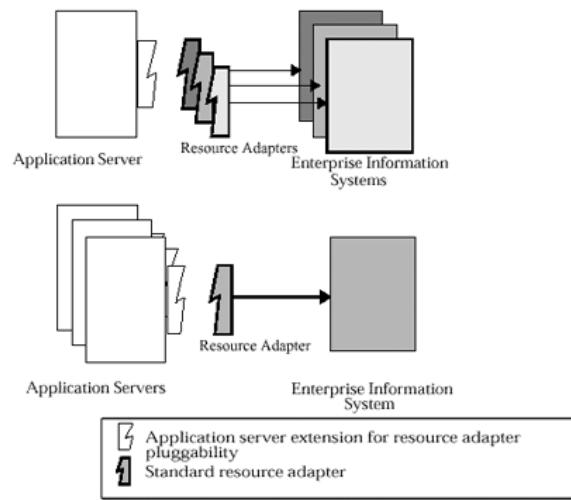 Application Server
Resource Adapters
Enterprise Information
Systems
Application Servers
Resource Adapter
Enterprise Information
System
Application server extension for resource adapter
pluggability
Standard resource adapter